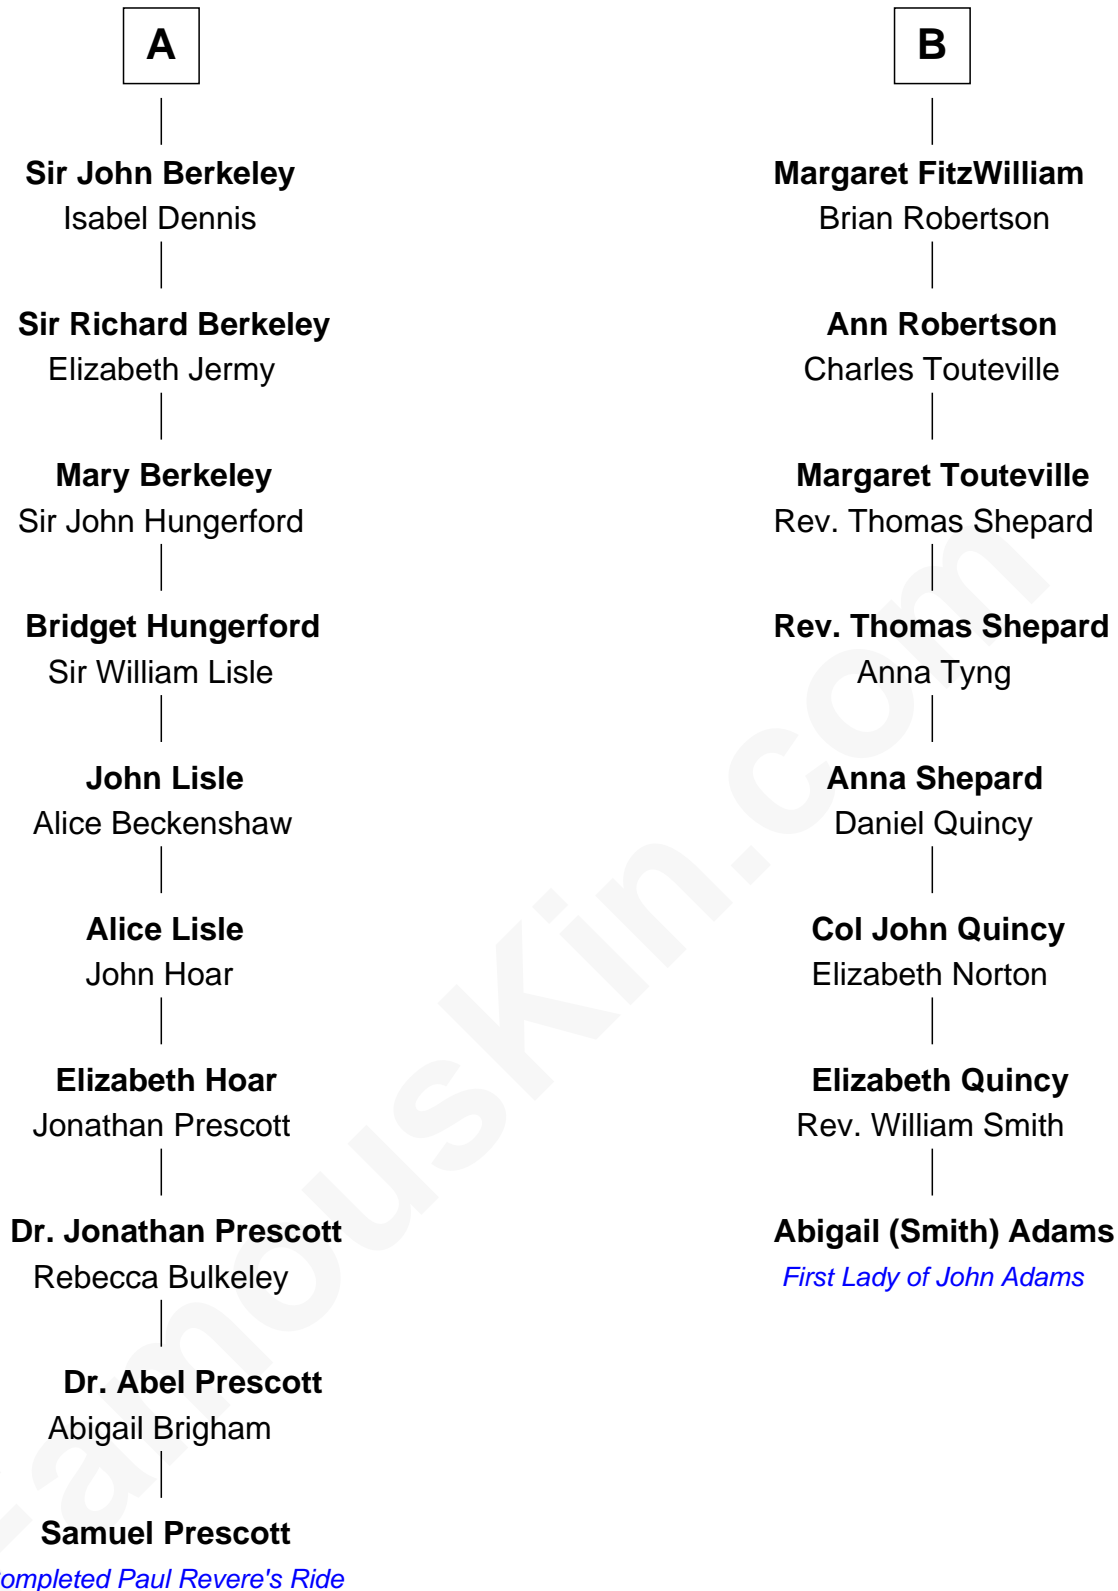 A
Sir John Berkeley
Isabel Dennis
Sir Richard Berkeley
Elizabeth Jermy
Mary Berkeley
Sir John Hungerford
Bridget Hungerford
Sir William Lisle
John Lisle
Alice Beckenshaw
Alice Lisle
John Hoar
Elizabeth Hoar
Jonathan Prescott
Dr. Jonathan Prescott
Rebecca Bulkeley
Dr. Abel Prescott
Abigail Brigham
Samuel Prescott
ompleted Paul Revere's Ride
B
Margaret FitzWilliam
Brian Robertson
Ann Robertson
Charles Touteville
Margaret Touteville
Rev. Thomas Shepard
Rev. Thomas Shepard
Anna Tyng
Anna Shepard
Daniel Quincy
Col John Quincy
Elizabeth Norton
Elizabeth Quincy
Rev. William Smith
Abigail (Smith) Adams
First Lady of John Adams
FamousKin.com